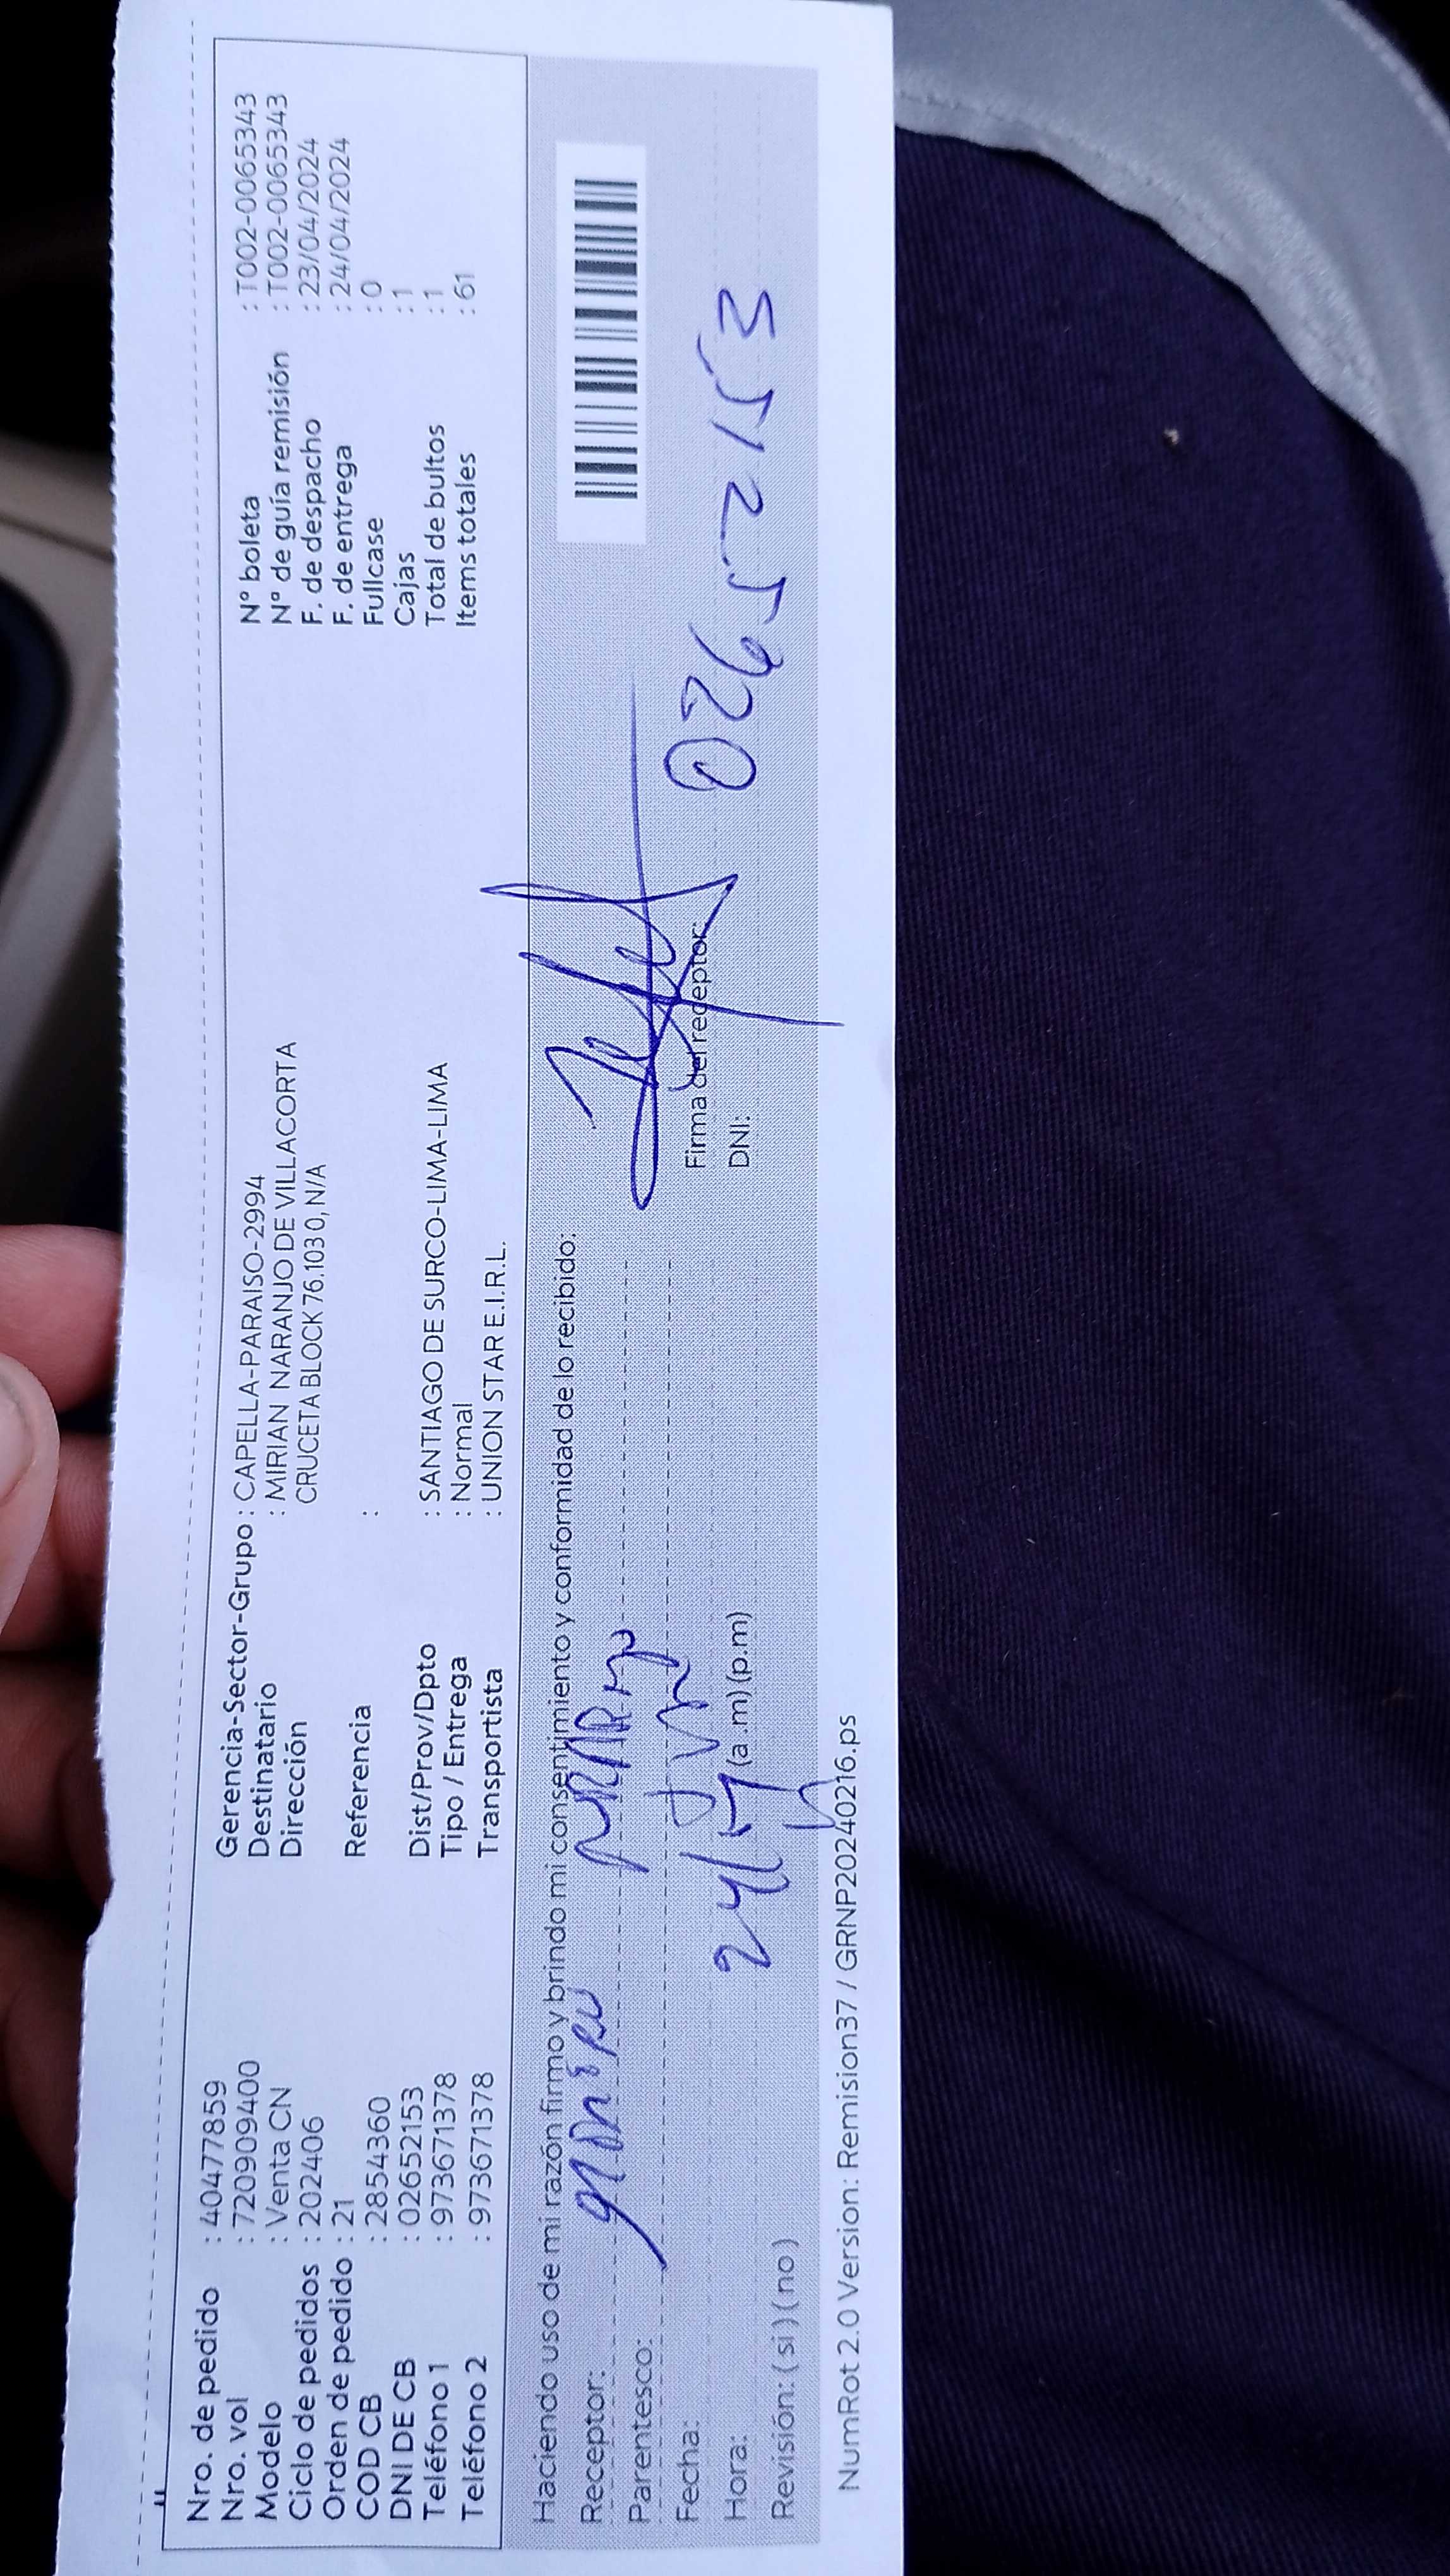 Nro. de pedido : 40477859
Nro. vol : 720909400
Modelo : Venta CN
Ciclo de pedidos : 202406
Orden de pedido : 21
COD CB : 2854360
DNI DE CB : 02652153
Teléfono 1 : 973671378
Teléfono 2 : 973671378
Gerencia-Sector-Grupo : CAPELLA-PARAISO-2994
Destinatario : MIRIAN NARANJO DE VILLACORTA
Dirección CRUCETA BLOCK 76.103 0, N/A
Referencia :
Dist/Prov/Dpto : SANTIAGO DE SURCO-LIMA-LIMA
Tipo / Entrega : Normal
Transportista : UNION STAR E.I.R.L.
N° boleta : T002-0065343
N° de guía remisión : T002-0065343
F. de despacho : 23/04/2024
F. de entrega : 24/04/2024
Fullcase : 0
Cajas : 1
Total de bultos : 1
Items totales : 61
Haciendo uso de mi razón firmo y brindo mi consentimiento y conformidad de lo recibido:
Receptor:
Parentesco:
Fecha:
Hora: (a.m) (p.m)
Revisión: ( si ) ( no )
Firma del receptor:
DNI: 02652153
NumRot 2.0 Version: Remision37 / GRNP20240216.ps